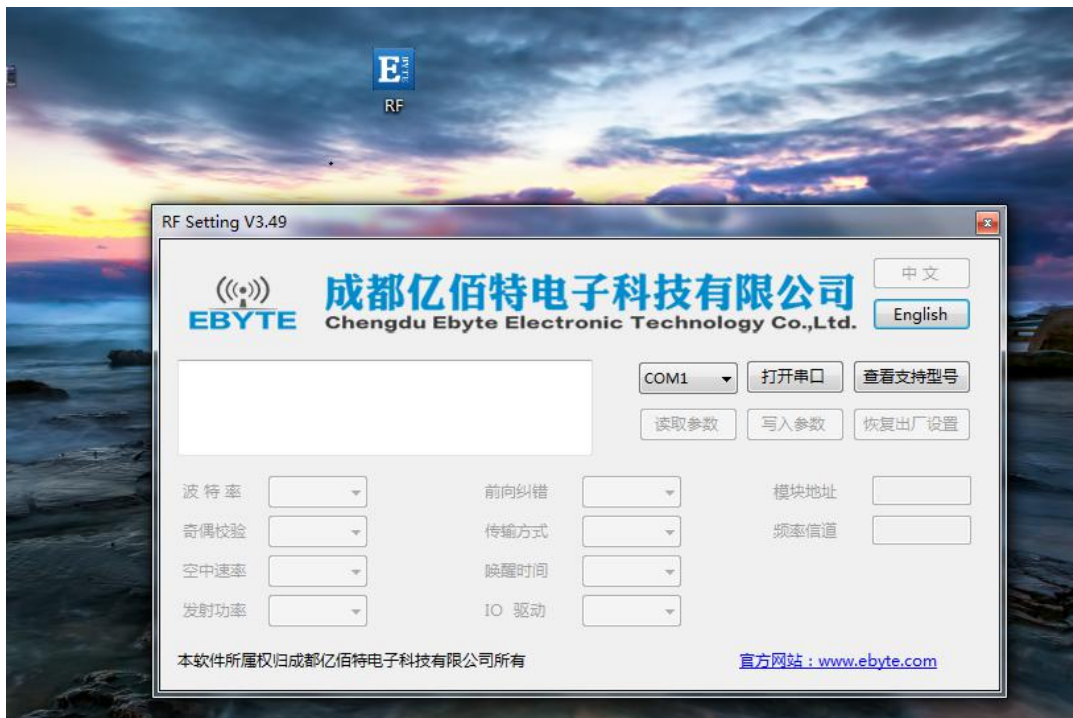 E BYTE
RF
RF Setting V3.49
EBYTE
成都亿佰特电子科技有限公司
Chengdu Ebyte Electronic Technology Co.,Ltd.
中文
English
COM1 打开串口 查看支持型号
读取参数 写入参数 恢复出厂设置
波特率 前向纠错 模块地址
奇偶校验 传输方式 频率信道
空中速率 唤醒时间
发射功率 IO 驱动
本软件所属权归成都亿佰特电子科技有限公司所有 官方网站：www.ebyte.com